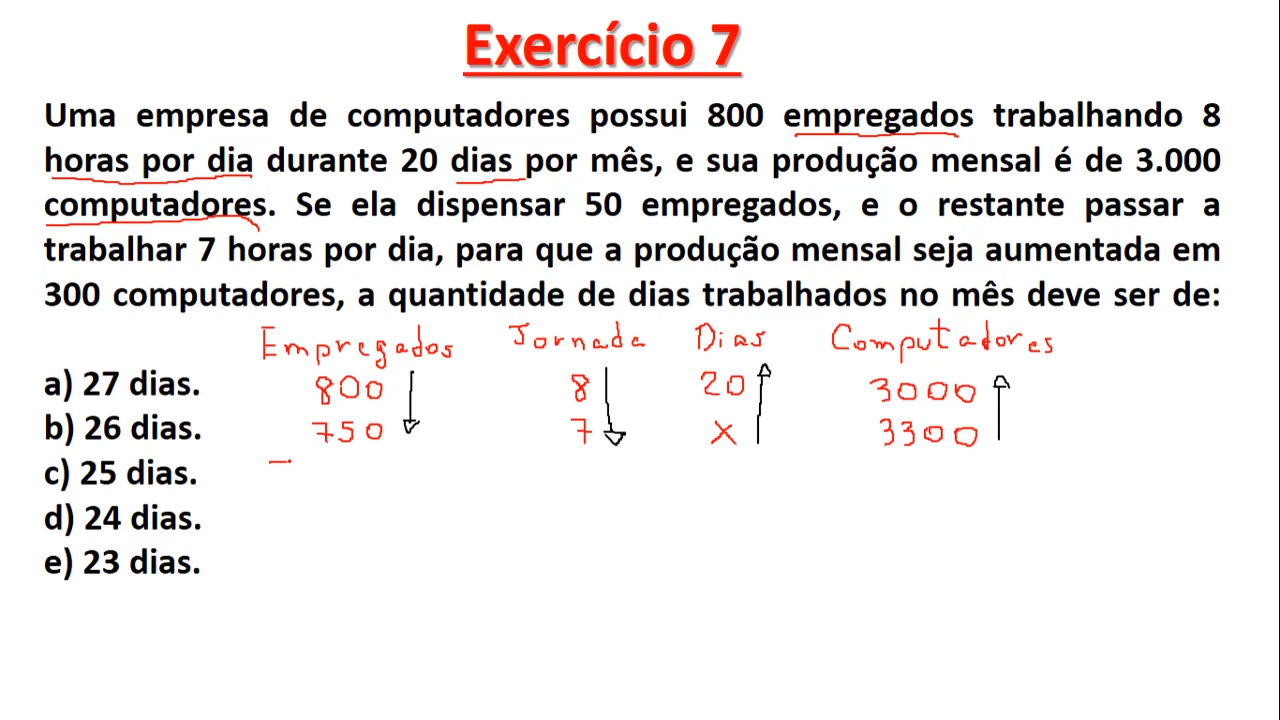 Exercício 7
Uma empresa de computadores possui 800 empregados trabalhando 8
horas por dia durante 20 dias por mês, e sua produção mensal é de 3.000
computadores. Se ela dispensar 50 empregados, e o restante passar a
trabalhar 7 horas por dia, para que a produção mensal seja aumentada em
300 computadores, a quantidade de dias trabalhados no mês deve ser de:
Empregados Jornada Dias Computadores
a) 27 dias. 800 8 20 3000
b) 26 dias. 750 7 X 3300
c) 25 dias.
d) 24 dias.
e) 23 dias.